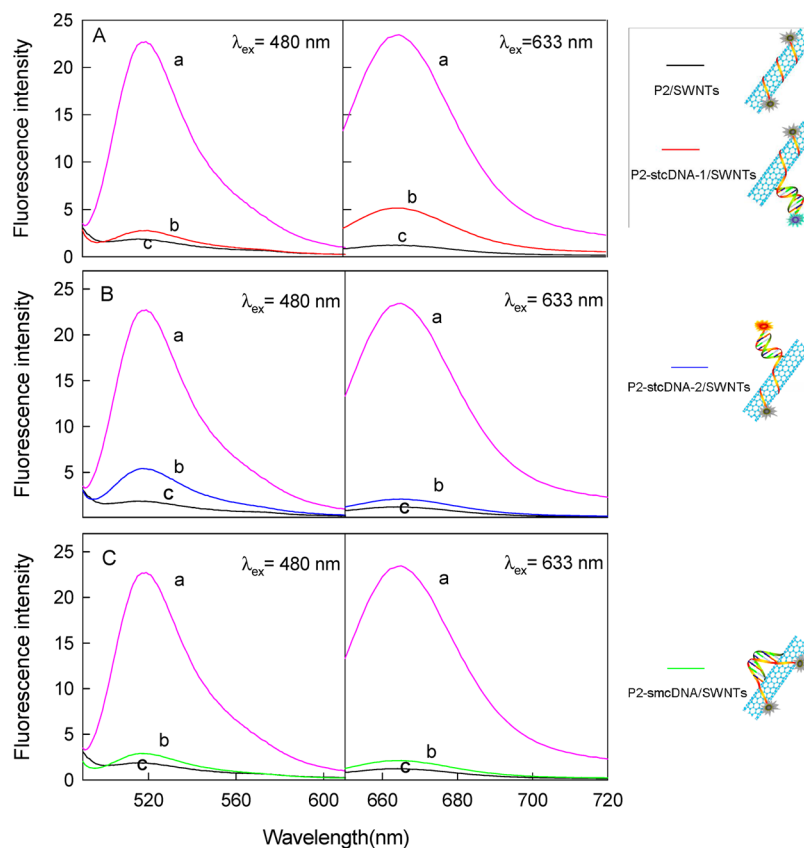 A
λex= 480 nm
λex=633 nm
a
b
c
a
b
c
25
20
15
10
5
0
Fluorescence intensity
P2/SWNTs
P2-stcDNA-1/SWNTs
B
λex= 480 nm
λex= 633 nm
a
b
c
a
b
c
25
20
15
10
5
Fluorescence intensity
P2-stcDNA-2/SWNTs
C
λex= 480 nm
λex= 633 nm
a
b
c
a
b
c
25
20
15
10
5
0
Fluorescence intensity
P2-smcDNA/SWNTs
520 560 600 660 680 700 720
Wavelength(nm)